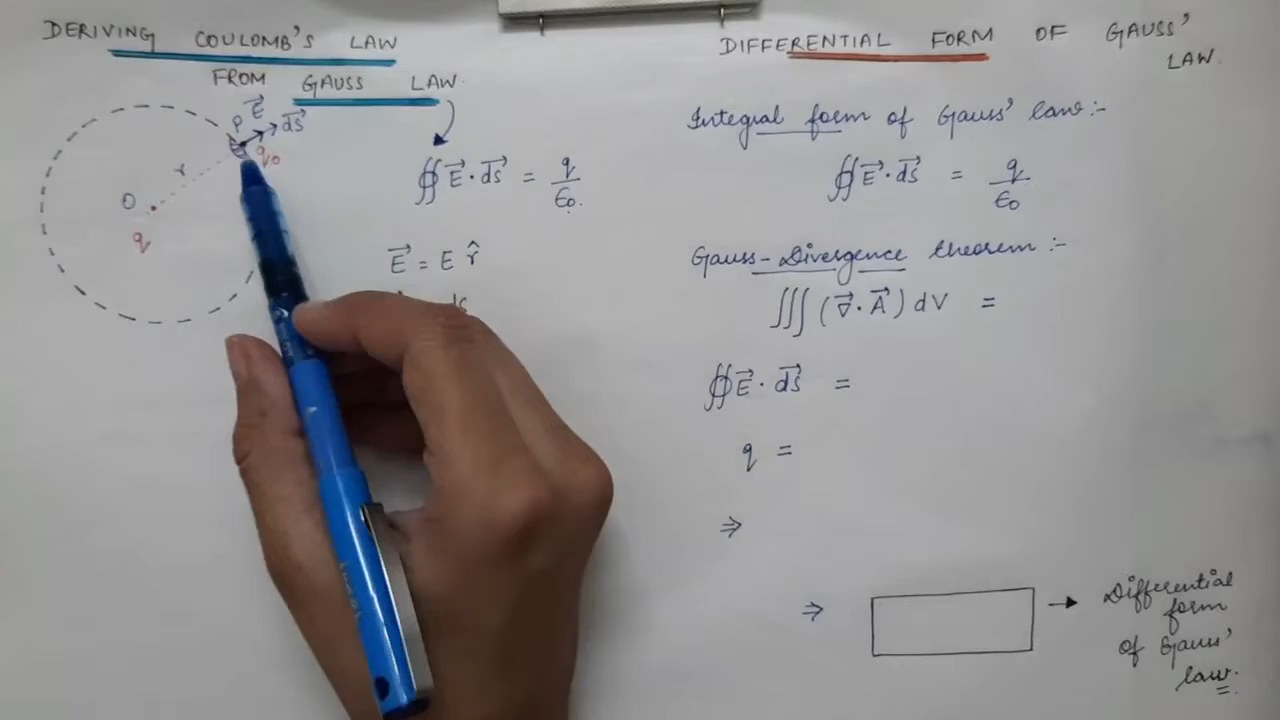 DERIVING COULOMB'S LAW
FROM GAUSS LAW
P E⃗ ds⃗
q₀
r
O
q
∯ E⃗ · ds⃗ = q/ε₀.
E⃗ = E r̂
ds
DIFFERENTIAL FORM OF GAUSS'
LAW
Integral form of Gauss' law :-
∯ E⃗ · ds⃗ = q/ε₀
Gauss-Divergence theorem :-
∭ (∇⃗ · A⃗) dV =
∯ E⃗ · ds⃗ =
q =
⇒
⇒ → Differential
form
of Gauss'
law.